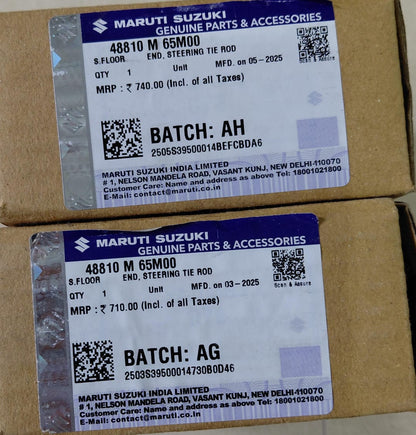 MARUTI SUZUKI
GENUINE PARTS & ACCESSORIES
48810 M 65M00
S.FLOOR END, STEERING TIE ROD
QTY 1 Unit MFD. on 05-2025
MRP : ₹ 740.00 (Incl. of all Taxes)
BATCH: AH
2505S39500014BEFCBDA6
MARUTI SUZUKI INDIA LIMITED
# 1, NELSON MANDELA ROAD, VASANT KUNJ, NEW DELHI-110070
Customer Care: Name and address as above Tel: 18001021800
E-Mail: contact@maruti.co.in
MARUTI SUZUKI
GENUINE PARTS & ACCESSORIES
48810 M 65M00
S.FLOOR END, STEERING TIE ROD
QTY 1 Unit MFD. on 03-2025
Scan & Assure
MRP : ₹ 710.00 (Incl. of all Taxes)
BATCH: AG
2503S39500014730B0D46
MARUTI SUZUKI INDIA LIMITED
# 1, NELSON MANDELA ROAD, VASANT KUNJ, NEW DELHI-110070
Customer Care: Name and address as above Tel: 18001021800
E-Mail: contact@maruti.co.in